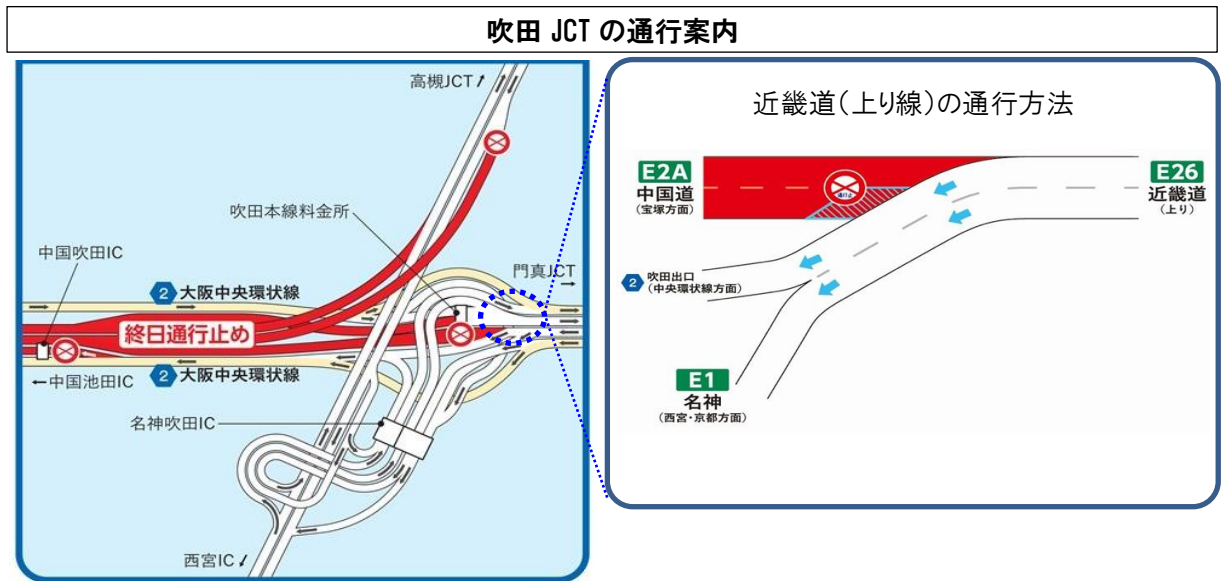 吹田 JCT の通行案内
高槻JCT
吹田本線料金所
中国吹田IC
門真JCT
2 大阪中央環状線
終日通行止め
中国池田IC
2 大阪中央環状線
名神吹田IC
西宮IC
近畿道(上り線)の通行方法
E2A
中国道
(宝塚方面)
E26
近畿道
(上り)
2 吹田出口
(中央環状線方面)
E1
名神
(西宮・京都方面)